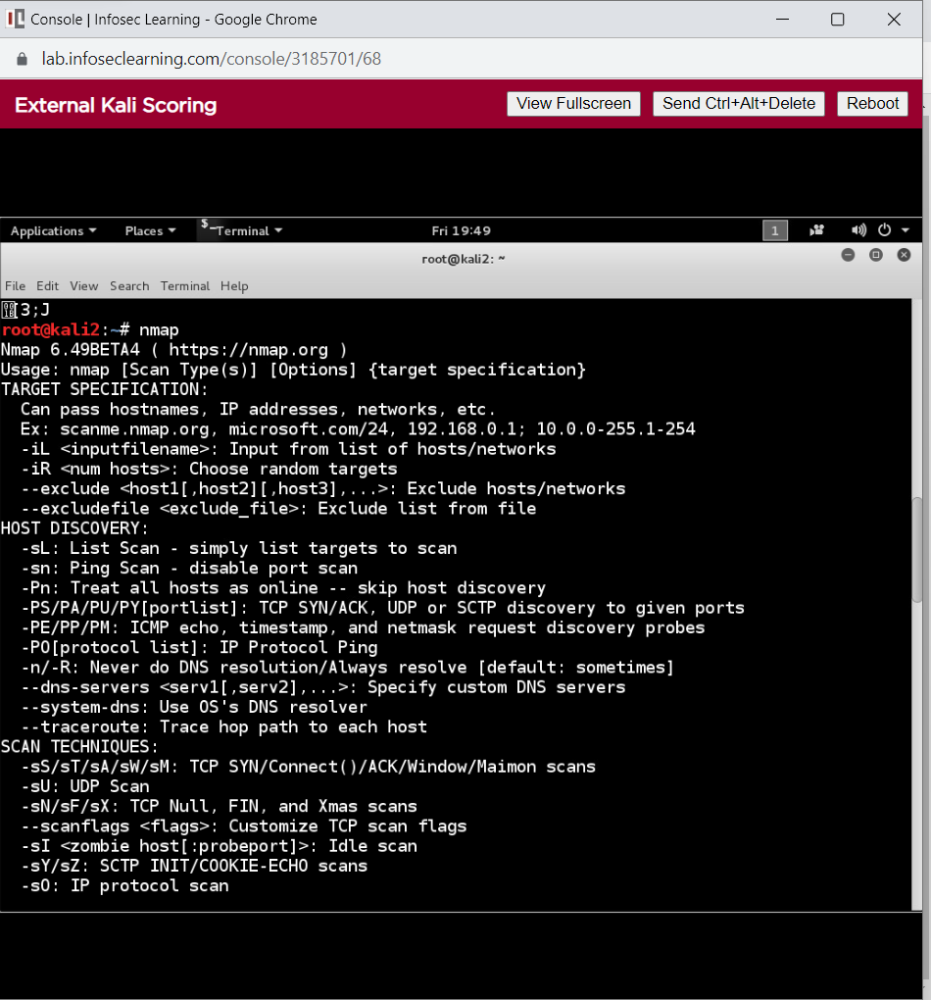 Console | Infosec Learning - Google Chrome
lab.infoseclearning.com/console/3185701/68
External Kali Scoring View Fullscreen Send Ctrl+Alt+Delete Reboot
Applications Places Terminal Fri 19:49 1
root@kali2: ~
File Edit View Search Terminal Help
[3;J
root@kali2:~# nmap
Nmap 6.49BETA4 ( https://nmap.org )
Usage: nmap [Scan Type(s)] [Options] {target specification}
TARGET SPECIFICATION:
  Can pass hostnames, IP addresses, networks, etc.
  Ex: scanme.nmap.org, microsoft.com/24, 192.168.0.1; 10.0.0-255.1-254
  -iL <inputfilename>: Input from list of hosts/networks
  -iR <num hosts>: Choose random targets
  --exclude <host1[,host2][,host3],...>: Exclude hosts/networks
  --excludefile <exclude_file>: Exclude list from file
HOST DISCOVERY:
  -sL: List Scan - simply list targets to scan
  -sn: Ping Scan - disable port scan
  -Pn: Treat all hosts as online -- skip host discovery
  -PS/PA/PU/PY[portlist]: TCP SYN/ACK, UDP or SCTP discovery to given ports
  -PE/PP/PM: ICMP echo, timestamp, and netmask request discovery probes
  -PO[protocol list]: IP Protocol Ping
  -n/-R: Never do DNS resolution/Always resolve [default: sometimes]
  --dns-servers <serv1[,serv2],...>: Specify custom DNS servers
  --system-dns: Use OS's DNS resolver
  --traceroute: Trace hop path to each host
SCAN TECHNIQUES:
  -sS/sT/sA/sW/sM: TCP SYN/Connect()/ACK/Window/Maimon scans
  -sU: UDP Scan
  -sN/sF/sX: TCP Null, FIN, and Xmas scans
  --scanflags <flags>: Customize TCP scan flags
  -sI <zombie host[:probeport]>: Idle scan
  -sY/sZ: SCTP INIT/COOKIE-ECHO scans
  -sO: IP protocol scan